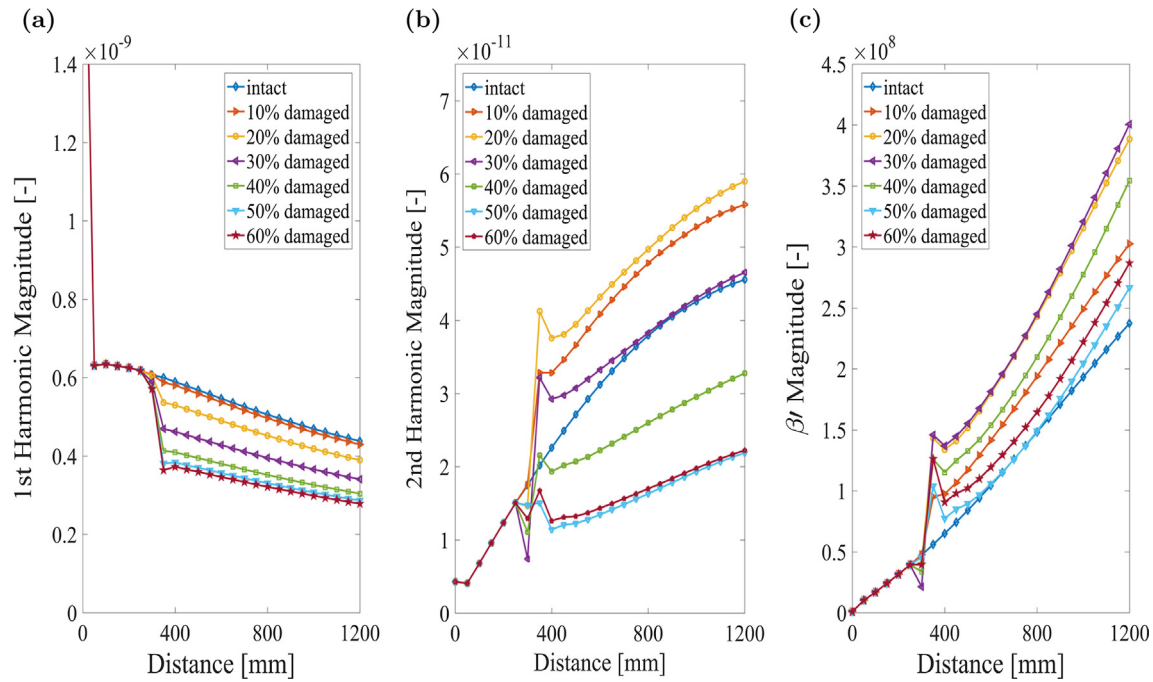 (a)
×10⁻⁹
1.4
1.2
1
0.8
0.6
0.4
0.2
0
0
400
800
1200
1st Harmonic Magnitude [-]
Distance [mm]
intact
10% damaged
20% damaged
30% damaged
40% damaged
50% damaged
60% damaged
(b)
×10⁻¹¹
7
6
5
4
3
2
1
0
0
400
800
1200
2nd Harmonic Magnitude [-]
Distance [mm]
intact
10% damaged
20% damaged
30% damaged
40% damaged
50% damaged
60% damaged
(c)
×10⁸
4.5
4
3.5
3
2.5
2
1.5
1
0.5
0
0
400
800
1200
β′ Magnitude [-]
Distance [mm]
intact
10% damaged
20% damaged
30% damaged
40% damaged
50% damaged
60% damaged